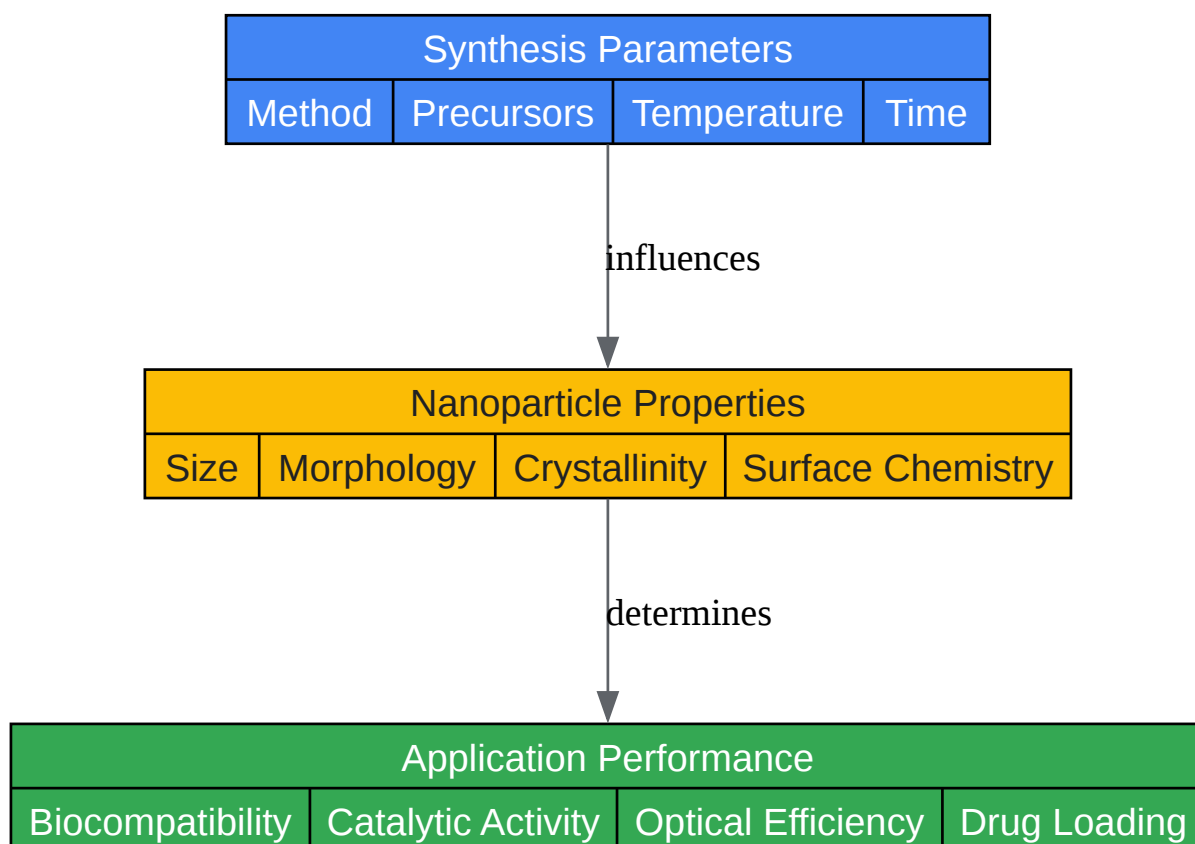 Synthesis Parameters
Method Precursors Temperature Time
influences
Nanoparticle Properties
Size Morphology Crystallinity Surface Chemistry
determines
Application Performance
Biocompatibility Catalytic Activity Optical Efficiency Drug Loading